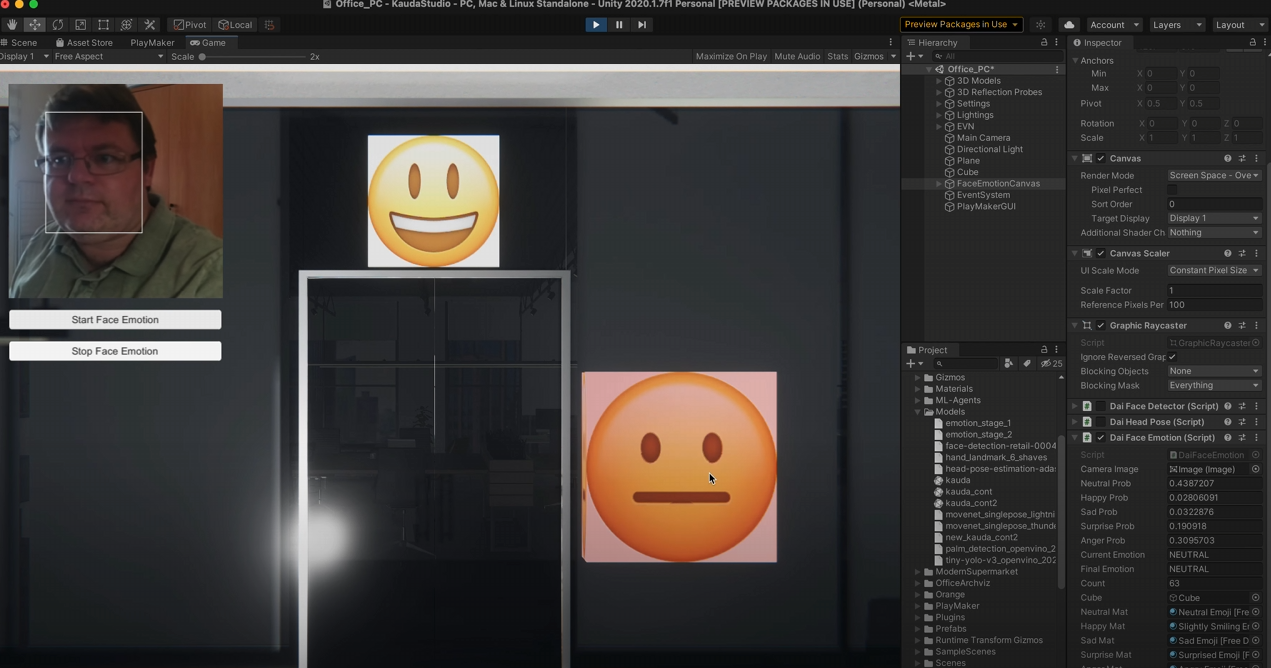 Office_PC - KaudaStudio - PC, Mac & Linux Standalone - Unity 2020.1.7f1 Personal [PREVIEW PACKAGES IN USE] (Personal) <Metal>
Pivot Local Preview Packages in Use Account Layers Layout
Scene Asset Store PlayMaker Game
Display 1 Free Aspect Scale 2x Maximize On Play Mute Audio Stats Gizmos
Start Face Emotion
Stop Face Emotion
Hierarchy
All
Office_PC*
3D Models
3D Reflection Probes
Settings
Lightings
EVN
Main Camera
Directional Light
Plane
Cube
FaceEmotionCanvas
EventSystem
PlayMakerGUI
Project
25
Gizmos
Materials
ML-Agents
Models
emotion_stage_1
emotion_stage_2
face-detection-retail-0004
hand_landmark_6_shaves
head-pose-estimation-adas
kauda
kauda_cont
kauda_cont2
movenet_singlepose_lightni
movenet_singlepose_thunde
new_kauda_cont2
palm_detection_openvino_2
tiny-yolo-v3_openvino_202
ModernSupermarket
OfficeArchviz
Orange
PlayMaker
Plugins
Prefabs
Runtime Transform Gizmos
SampleScenes
Scenes
Inspector
Anchors
Min X 0 Y 0
Max X 0 Y 0
Pivot X 0.5 Y 0.5
Rotation X 0 Y 0 Z 0
Scale X 1 Y 1 Z 1
Canvas
Render Mode Screen Space - Ove
Pixel Perfect
Sort Order 0
Target Display Display 1
Additional Shader Ch Nothing
Canvas Scaler
UI Scale Mode Constant Pixel Size
Scale Factor 1
Reference Pixels Per 100
Graphic Raycaster
Script GraphicRaycaster
Ignore Reversed Grap
Blocking Objects None
Blocking Mask Everything
Dai Face Detector (Script)
Dai Head Pose (Script)
Dai Face Emotion (Script)
Script DaiFaceEmotion
Camera Image Image (Image)
Neutral Prob 0.4387207
Happy Prob 0.02806091
Sad Prob 0.0322876
Surprise Prob 0.190918
Anger Prob 0.3095703
Current Emotion NEUTRAL
Final Emotion NEUTRAL
Count 63
Cube Cube
Neutral Mat Neutral Emoji [Fre
Happy Mat Slightly Smiling E
Sad Mat Sad Emoji [Free D
Surprise Mat Surprised Emoji [F